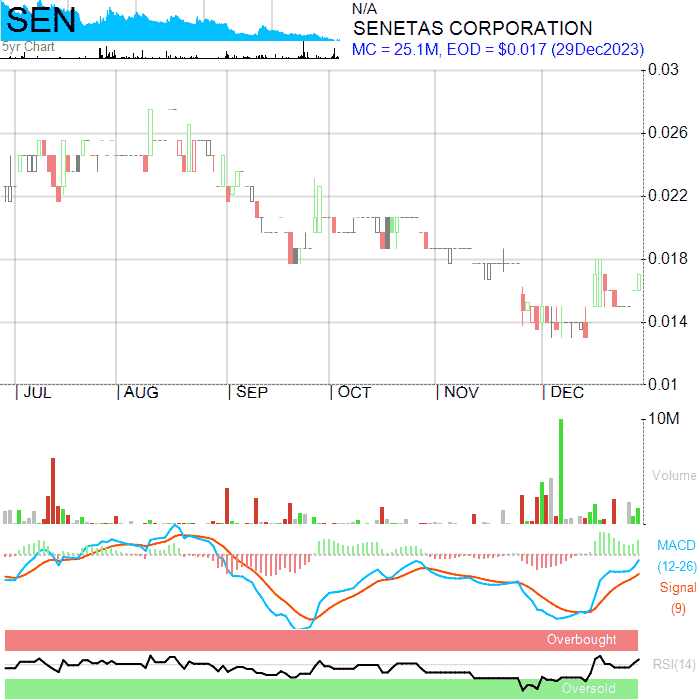 SEN
5yr Chart
N/A
SENETAS CORPORATION
MC = 25.1M, EOD = $0.017 (29Dec2023)
0.03
0.026
0.022
0.018
0.014
0.01
JUL AUG SEP OCT NOV DEC
10M
Volume
MACD
(12-26)
Signal
(9)
Overbought
RSI(14)
Oversold